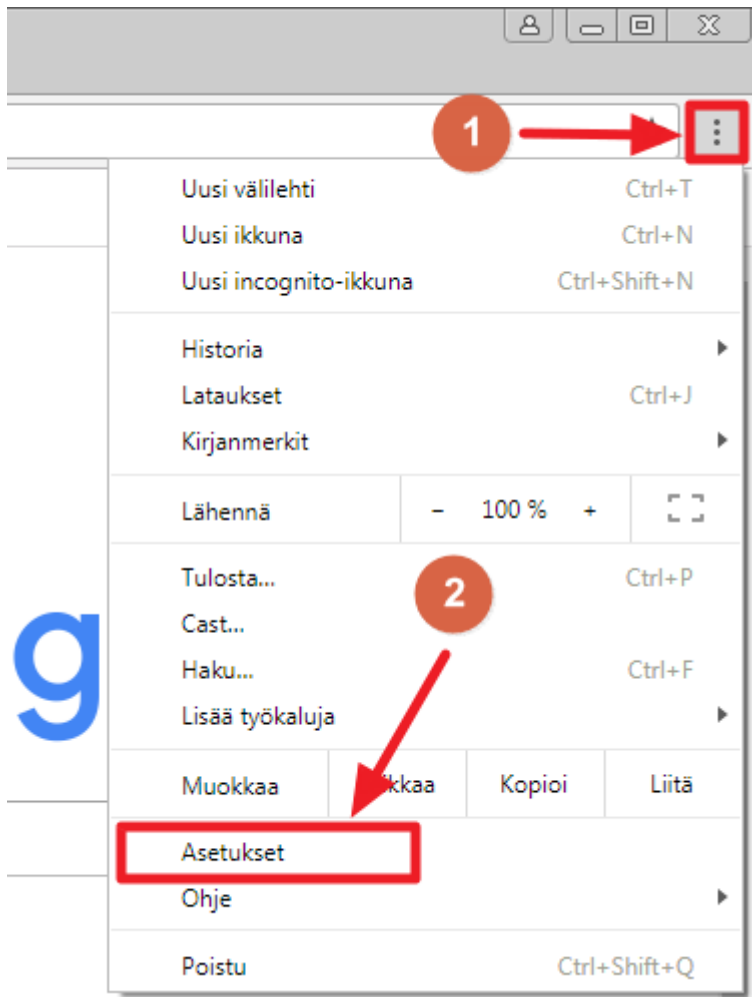 1
Uusi välilehti Ctrl+T
Uusi ikkuna Ctrl+N
Uusi incognito-ikkuna Ctrl+Shift+N
Historia
Lataukset Ctrl+J
Kirjanmerkit
Lähennä − 100 % +
Tulosta... Ctrl+P
2
Cast...
Haku... Ctrl+F
g
Lisää työkaluja
Muokkaa Kopioi Liitä
Asetukset
Ohje
Poistu Ctrl+Shift+Q